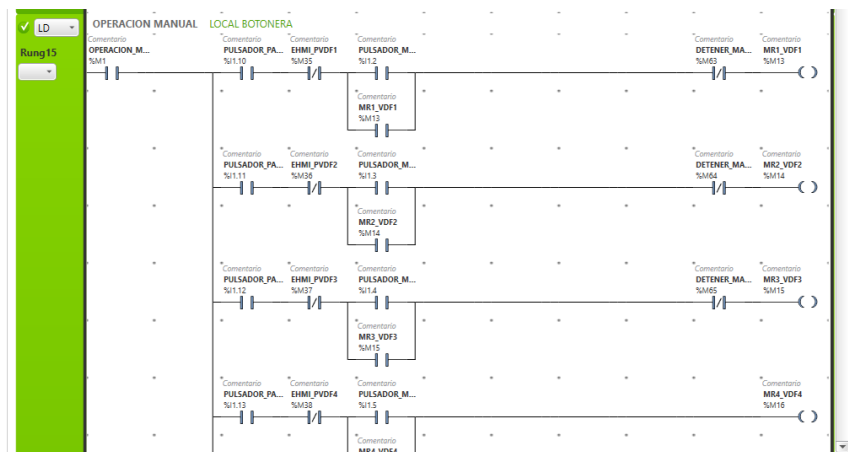 LD
OPERACION MANUAL LOCAL BOTONERA
Rung15
Comentario Comentario Comentario Comentario Comentario Comentario
OPERACION_M... PULSADOR_PA... EHMI_PVDF1 PULSADOR_M... DETENER_MA... MR1_VDF1
%M1 %I1.10 %M35 %I1.2 %M63 %M13
Comentario
MR1_VDF1
%M13
Comentario Comentario Comentario Comentario Comentario
PULSADOR_PA... EHMI_PVDF2 PULSADOR_M... DETENER_MA... MR2_VDF2
%I1.11 %M36 %I1.3 %M64 %M14
Comentario
MR2_VDF2
%M14
Comentario Comentario Comentario Comentario Comentario
PULSADOR_PA... EHMI_PVDF3 PULSADOR_M... DETENER_MA... MR3_VDF3
%I1.12 %M37 %I1.4 %M65 %M15
Comentario
MR3_VDF3
%M15
Comentario Comentario Comentario Comentario
PULSADOR_PA... EHMI_PVDF4 PULSADOR_M... MR4_VDF4
%I1.13 %M38 %I1.5 %M16
Comentario
MR4_VDF4